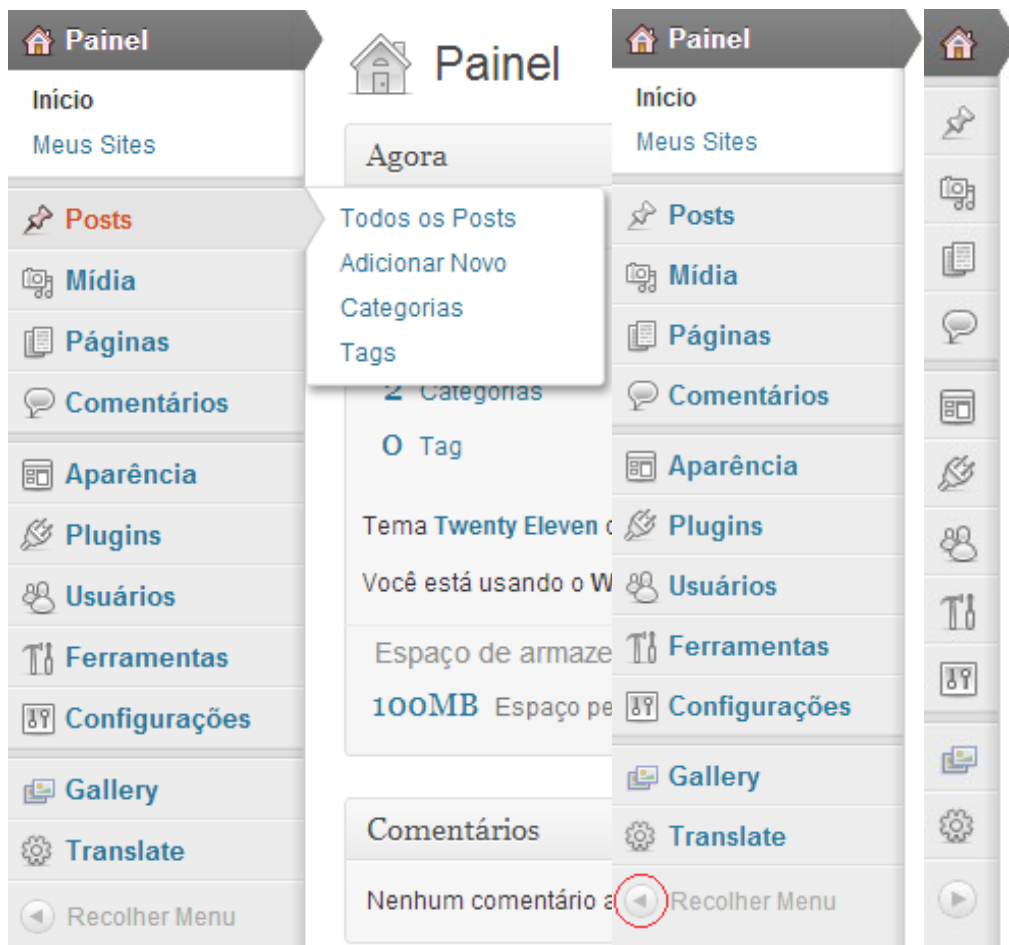 Painel
Início
Meus Sites
Posts
Mídia
Páginas
Comentários
Aparência
Plugins
Usuários
Ferramentas
Configurações
Gallery
Translate
Recolher Menu
Painel
Agora
Todos os Posts
Adicionar Novo
Categorias
Tags
2 Categorias
0 Tag
Tema Twenty Eleven
Você está usando o W
Espaço de armaze
100MB Espaço pe
Comentários
Nenhum comentário a
Painel
Início
Meus Sites
Posts
Mídia
Páginas
Comentários
Aparência
Plugins
Usuários
Ferramentas
Configurações
Gallery
Translate
Recolher Menu